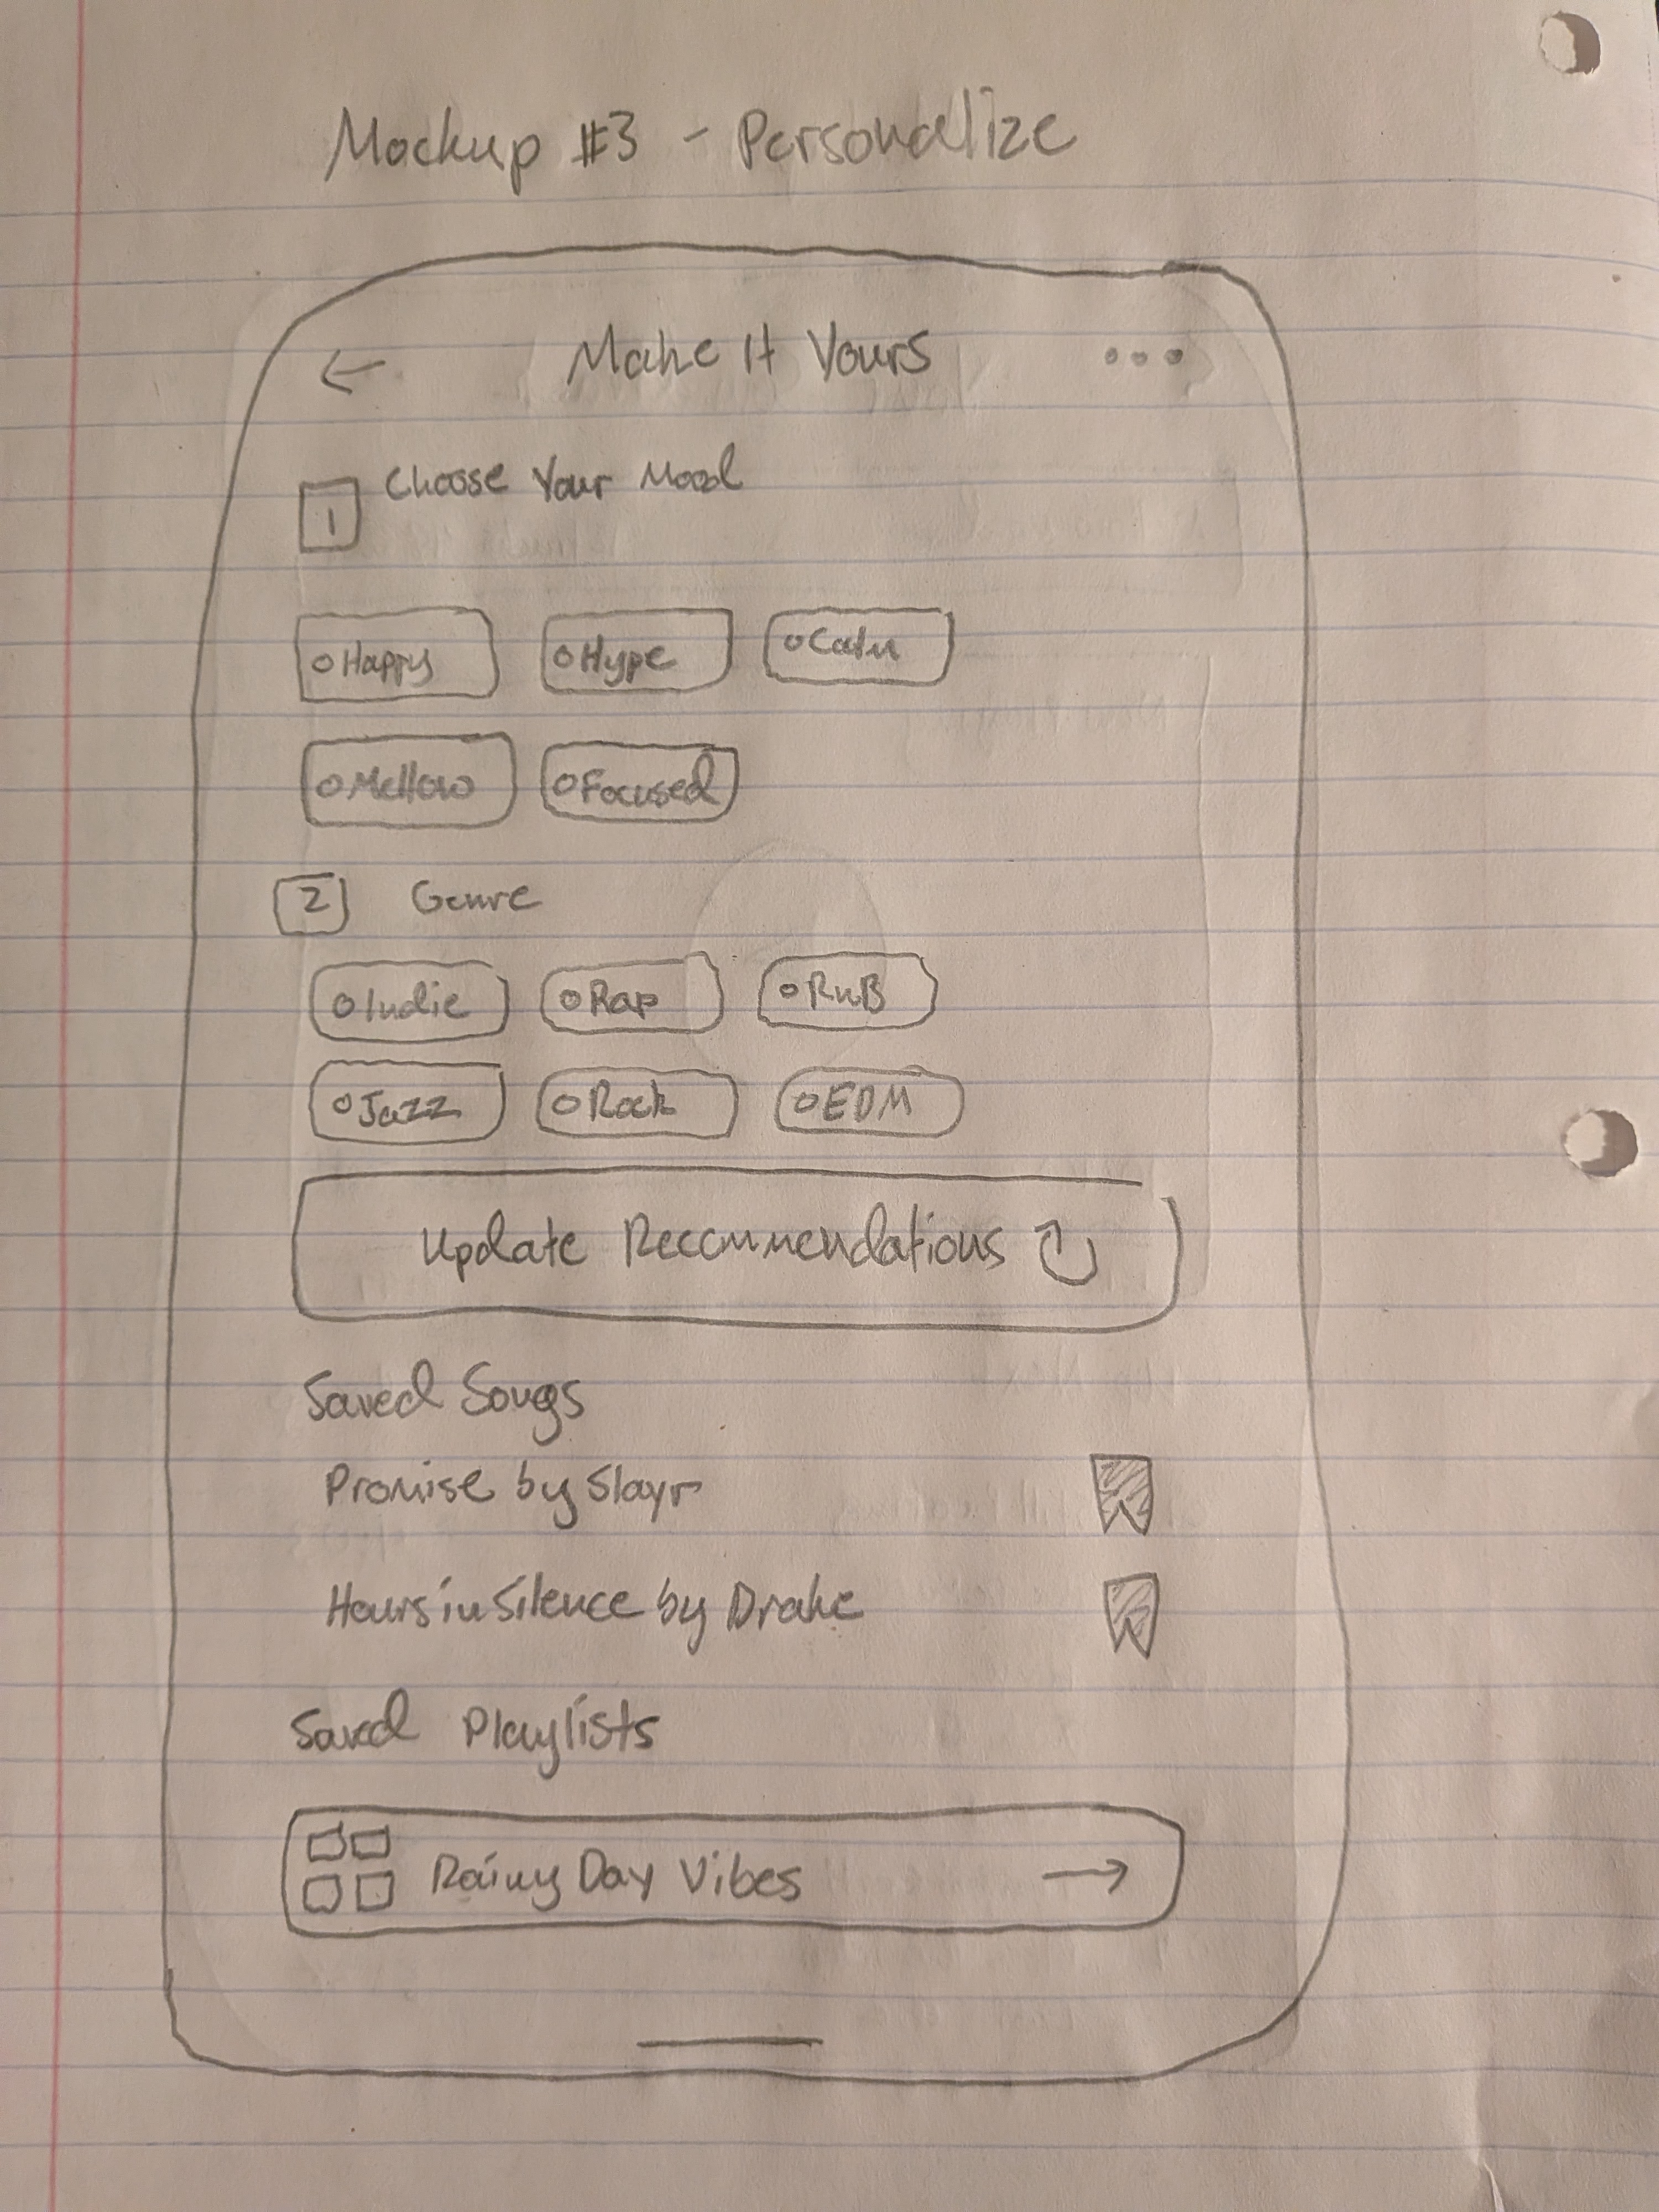 Mockup #3 - Personalize
← Make It Yours •••
1 Choose Your Mood
Happy Hype Calm
Mellow Focused
2 Genre
Indie Rap RnB
Jazz Rock EDM
Update Recommendations ↻
Saved Songs
Promise by Slayr
Hours in Silence by Drake
Saved Playlists
Rainy Day Vibes →